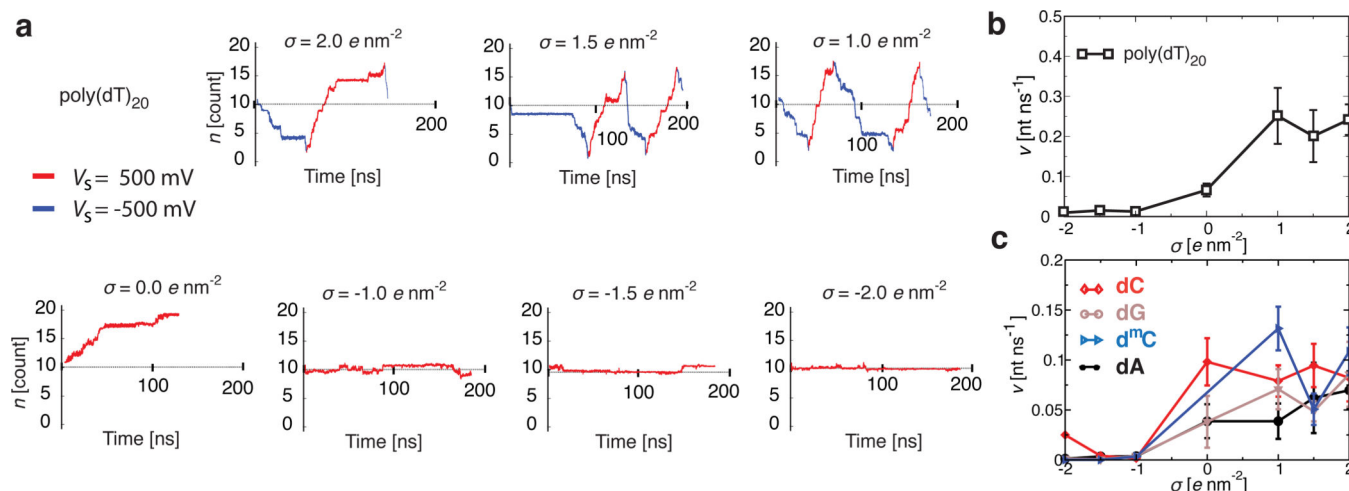 a
poly(dT)20
Vs = 500 mV
Vs = -500 mV
σ = 2.0 e nm-2
20
15
10
5
0
n [count]
200
Time [ns]
σ = 1.5 e nm-2
20
15
10
5
0
100
200
Time [ns]
σ = 1.0 e nm-2
20
15
10
5
0
100
200
Time [ns]
σ = 0.0 e nm-2
20
15
10
5
0
n [count]
100
200
Time [ns]
σ = -1.0 e nm-2
20
15
10
5
0
100
200
Time [ns]
σ = -1.5 e nm-2
20
15
10
5
0
100
200
Time [ns]
σ = -2.0 e nm-2
20
15
10
5
0
100
200
Time [ns]
b
poly(dT)20
0.5
0.4
0.3
0.2
0.1
0
v [nt ns-1]
-2 -1 0 1 2
σ [e nm-2]
c
dC
dG
dmC
dA
0.2
0.15
0.1
0.05
0
v [nt ns-1]
-2 -1 0 1 2
σ [e nm-2]